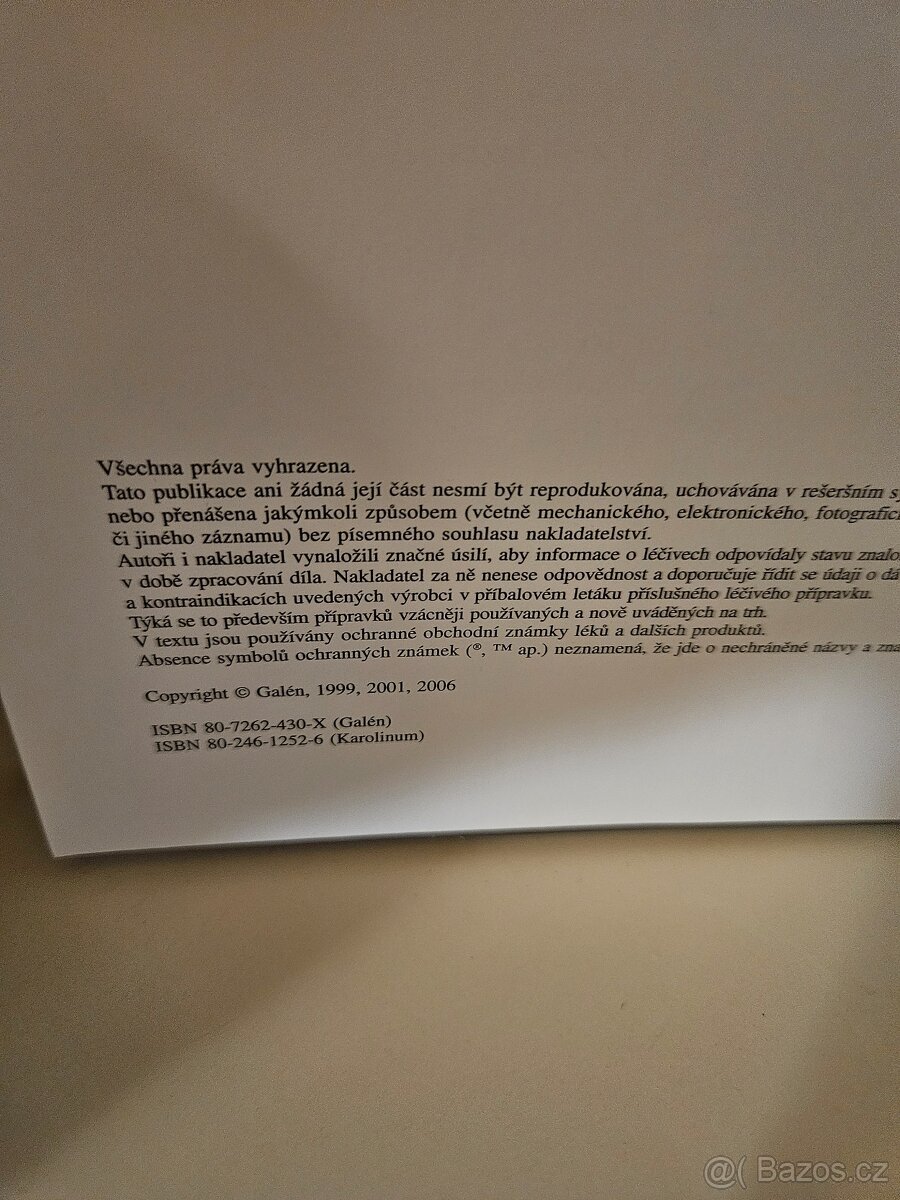 Všechna práva vyhrazena.
Tato publikace ani žádná její část nesmí být reprodukována, uchovávána v rešeršním
nebo přenášena jakýmkoli způsobem (včetně mechanického, elektronického,
či jiného záznamu) bez písemného souhlasu nakladatelství.
Autoři i nakladatel vynaložili značné úsilí, aby informace o léčivech odpovídaly stavu
v době zpracování díla. Nakladatel za ně nenese odpovědnost a doporučuje řídit se údaji o
a kontraindikacích uvedených výrobci v příbalovém letáku příslušného léčivého přípravku.
Týká se to především přípravků vzácněji používaných a nově uváděných na trh.
V textu jsou používány ochranné obchodní známky léků a dalších produktů.
Absence symbolů ochranných známek (®, ™ ap.) neznamená, že jde o nechráněné názvy a
Copyright © Galén, 1999, 2001, 2006
ISBN 80-7262-430-X (Galén)
ISBN 80-246-1252-6 (Karolinum)
@( Bazos.cz